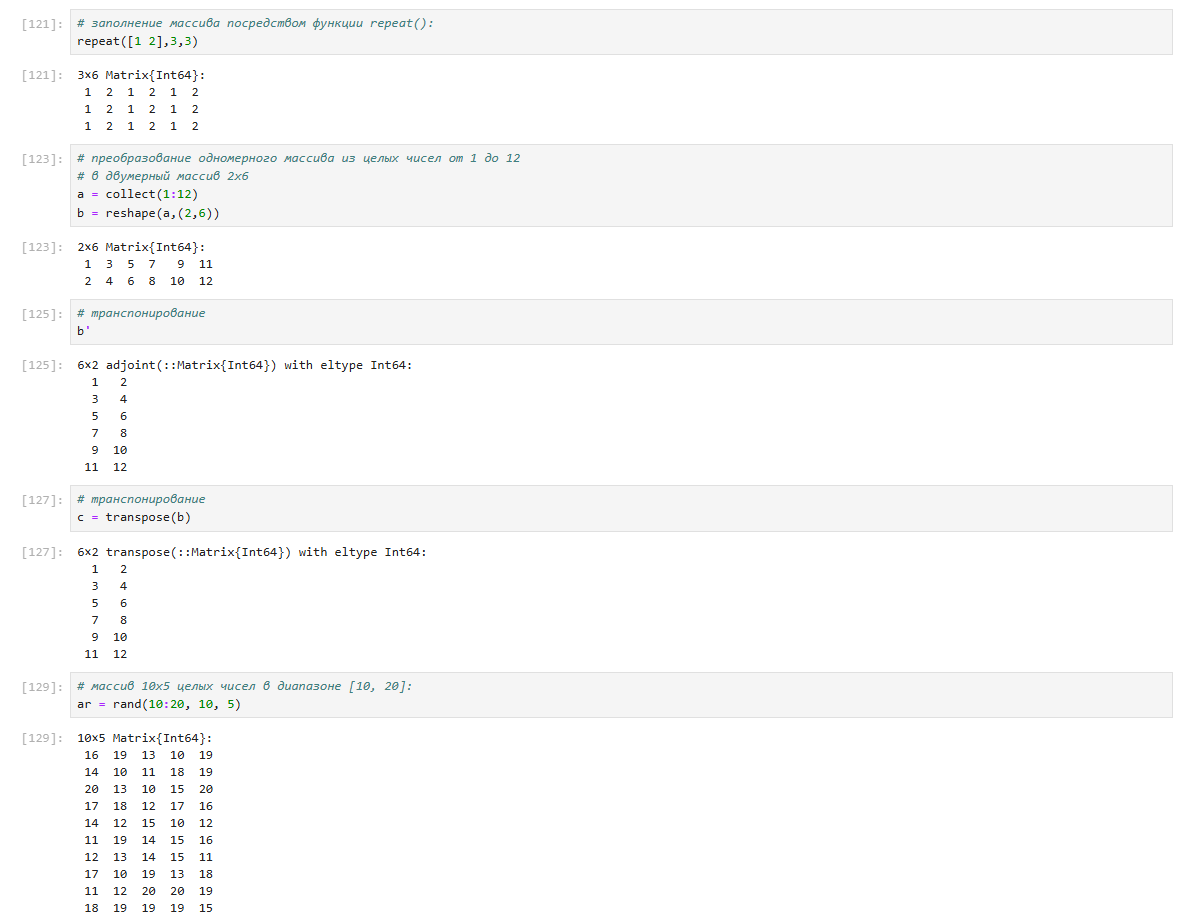 [121]: # заполнение массива посредством функции repeat():
repeat([1 2],3,3)
[121]: 3×6 Matrix{Int64}:
1 2 1 2 1 2
1 2 1 2 1 2
1 2 1 2 1 2
[123]: # преобразование одномерного массива из целых чисел от 1 до 12
# в двумерный массив 2x6
a = collect(1:12)
b = reshape(a,(2,6))
[123]: 2×6 Matrix{Int64}:
1 3 5 7 9 11
2 4 6 8 10 12
[125]: # транспонирование
b'
[125]: 6×2 adjoint(::Matrix{Int64}) with eltype Int64:
1 2
3 4
5 6
7 8
9 10
11 12
[127]: # транспонирование
c = transpose(b)
[127]: 6×2 transpose(::Matrix{Int64}) with eltype Int64:
1 2
3 4
5 6
7 8
9 10
11 12
[129]: # массив 10x5 целых чисел в диапазоне [10, 20]:
ar = rand(10:20, 10, 5)
[129]: 10×5 Matrix{Int64}:
16 19 13 10 19
14 10 11 18 19
20 13 10 15 20
17 18 12 17 16
14 12 15 10 12
11 19 14 15 16
12 13 14 15 11
17 10 19 13 18
11 12 20 20 19
18 19 19 19 15